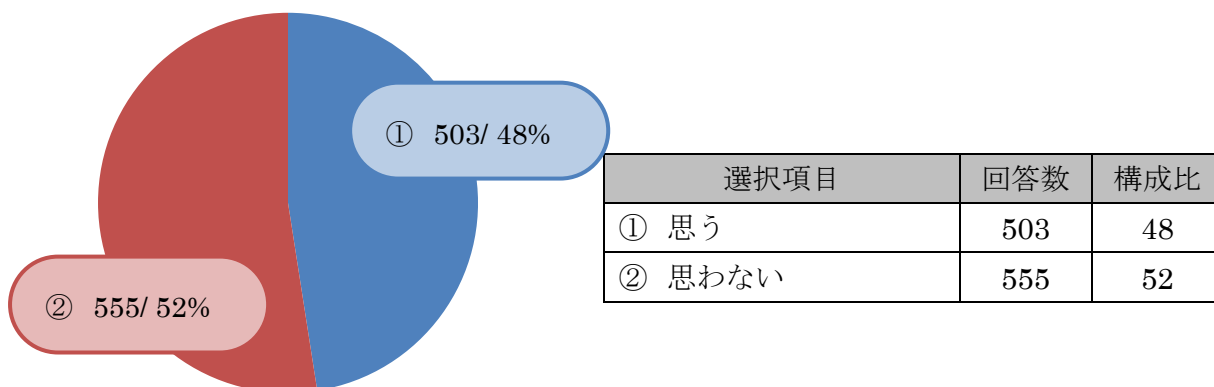 ① 503/ 48%
② 555/ 52%
選択項目 回答数 構成比
① 思う 503 48
② 思わない 555 52